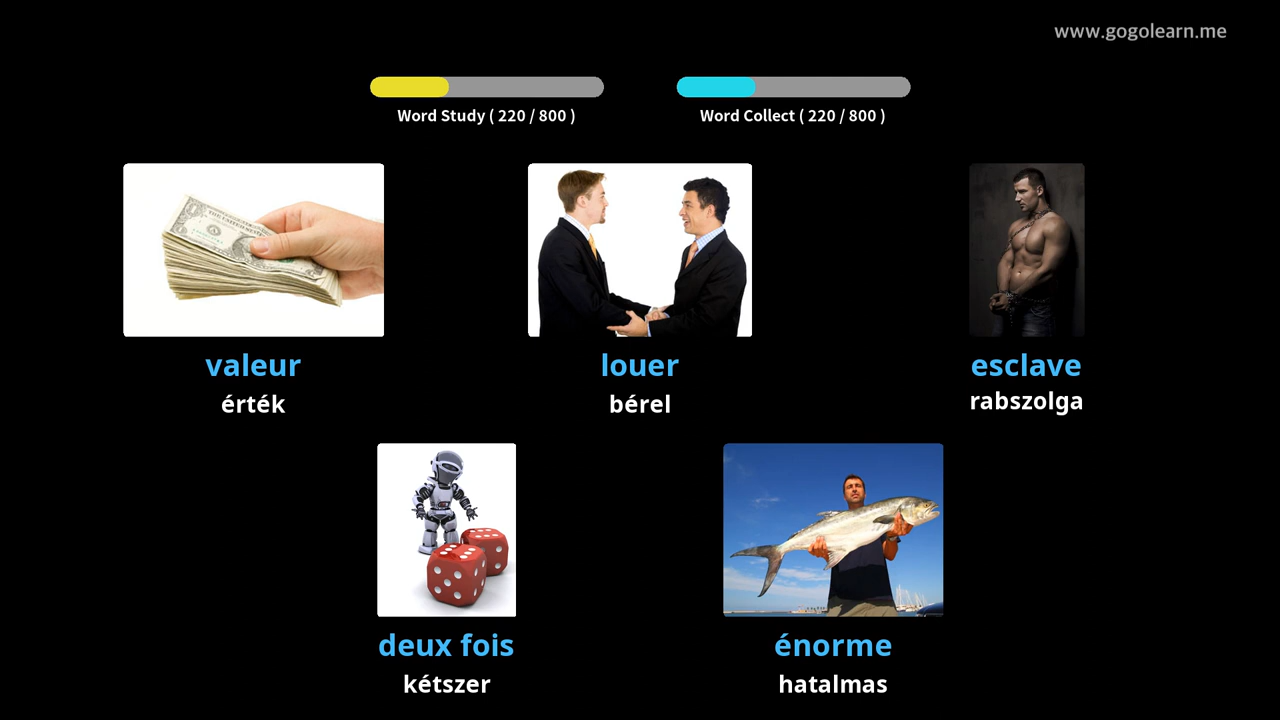 www.gogolearn.me
Word Study ( 220 / 800 )
Word Collect ( 220 / 800 )
valeur
érték
louer
bérel
esclave
rabszolga
deux fois
kétszer
énorme
hatalmas